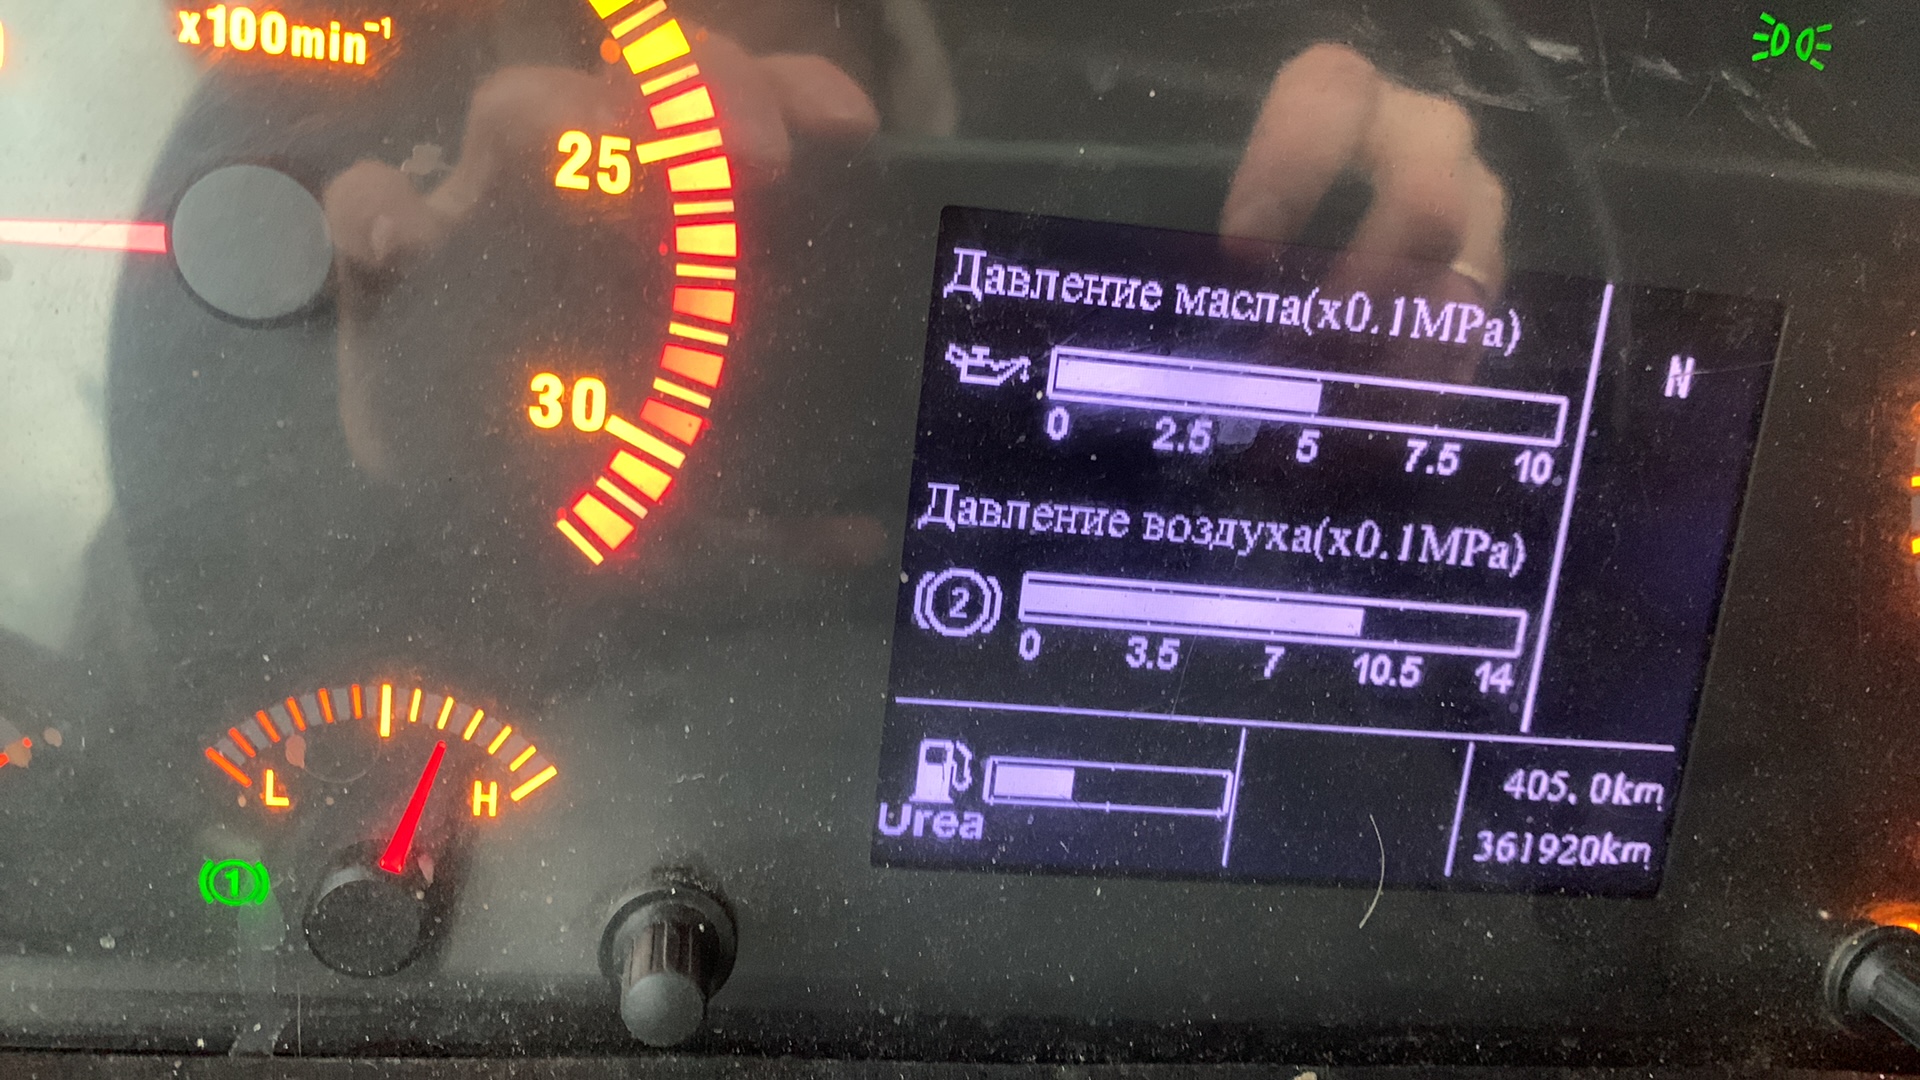 x100min⁻¹
25
30
Давление масла(x0.1MPa)
N
0 2.5 5 7.5 10
Давление воздуха(x0.1MPa)
2
0 3.5 7 10.5 14
L H
1
Urea
405.0km
361920km